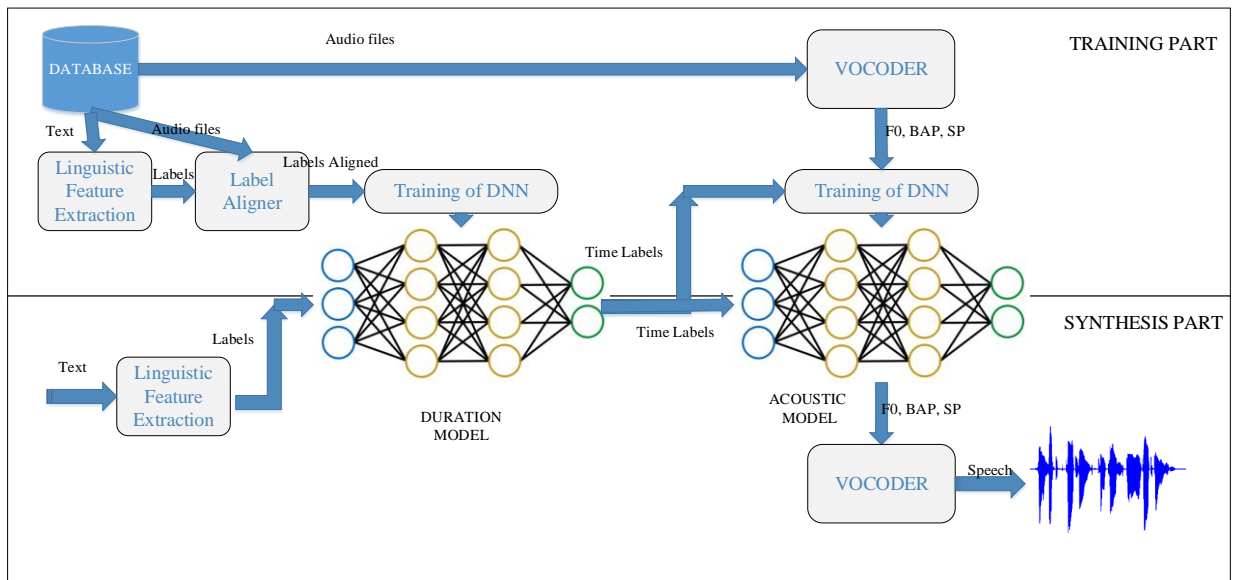 Audio files
TRAINING PART
DATABASE
VOCODER
Text
Audio files
F0, BAP, SP
Linguistic
Feature
Extraction
Labels
Label
Aligner
Labels Aligned
Training of DNN
Training of DNN
Time Labels
SYNTHESIS PART
Time Labels
Labels
Text
Linguistic
Feature
Extraction
DURATION
MODEL
ACOUSTIC
MODEL
F0, BAP, SP
VOCODER
Speech